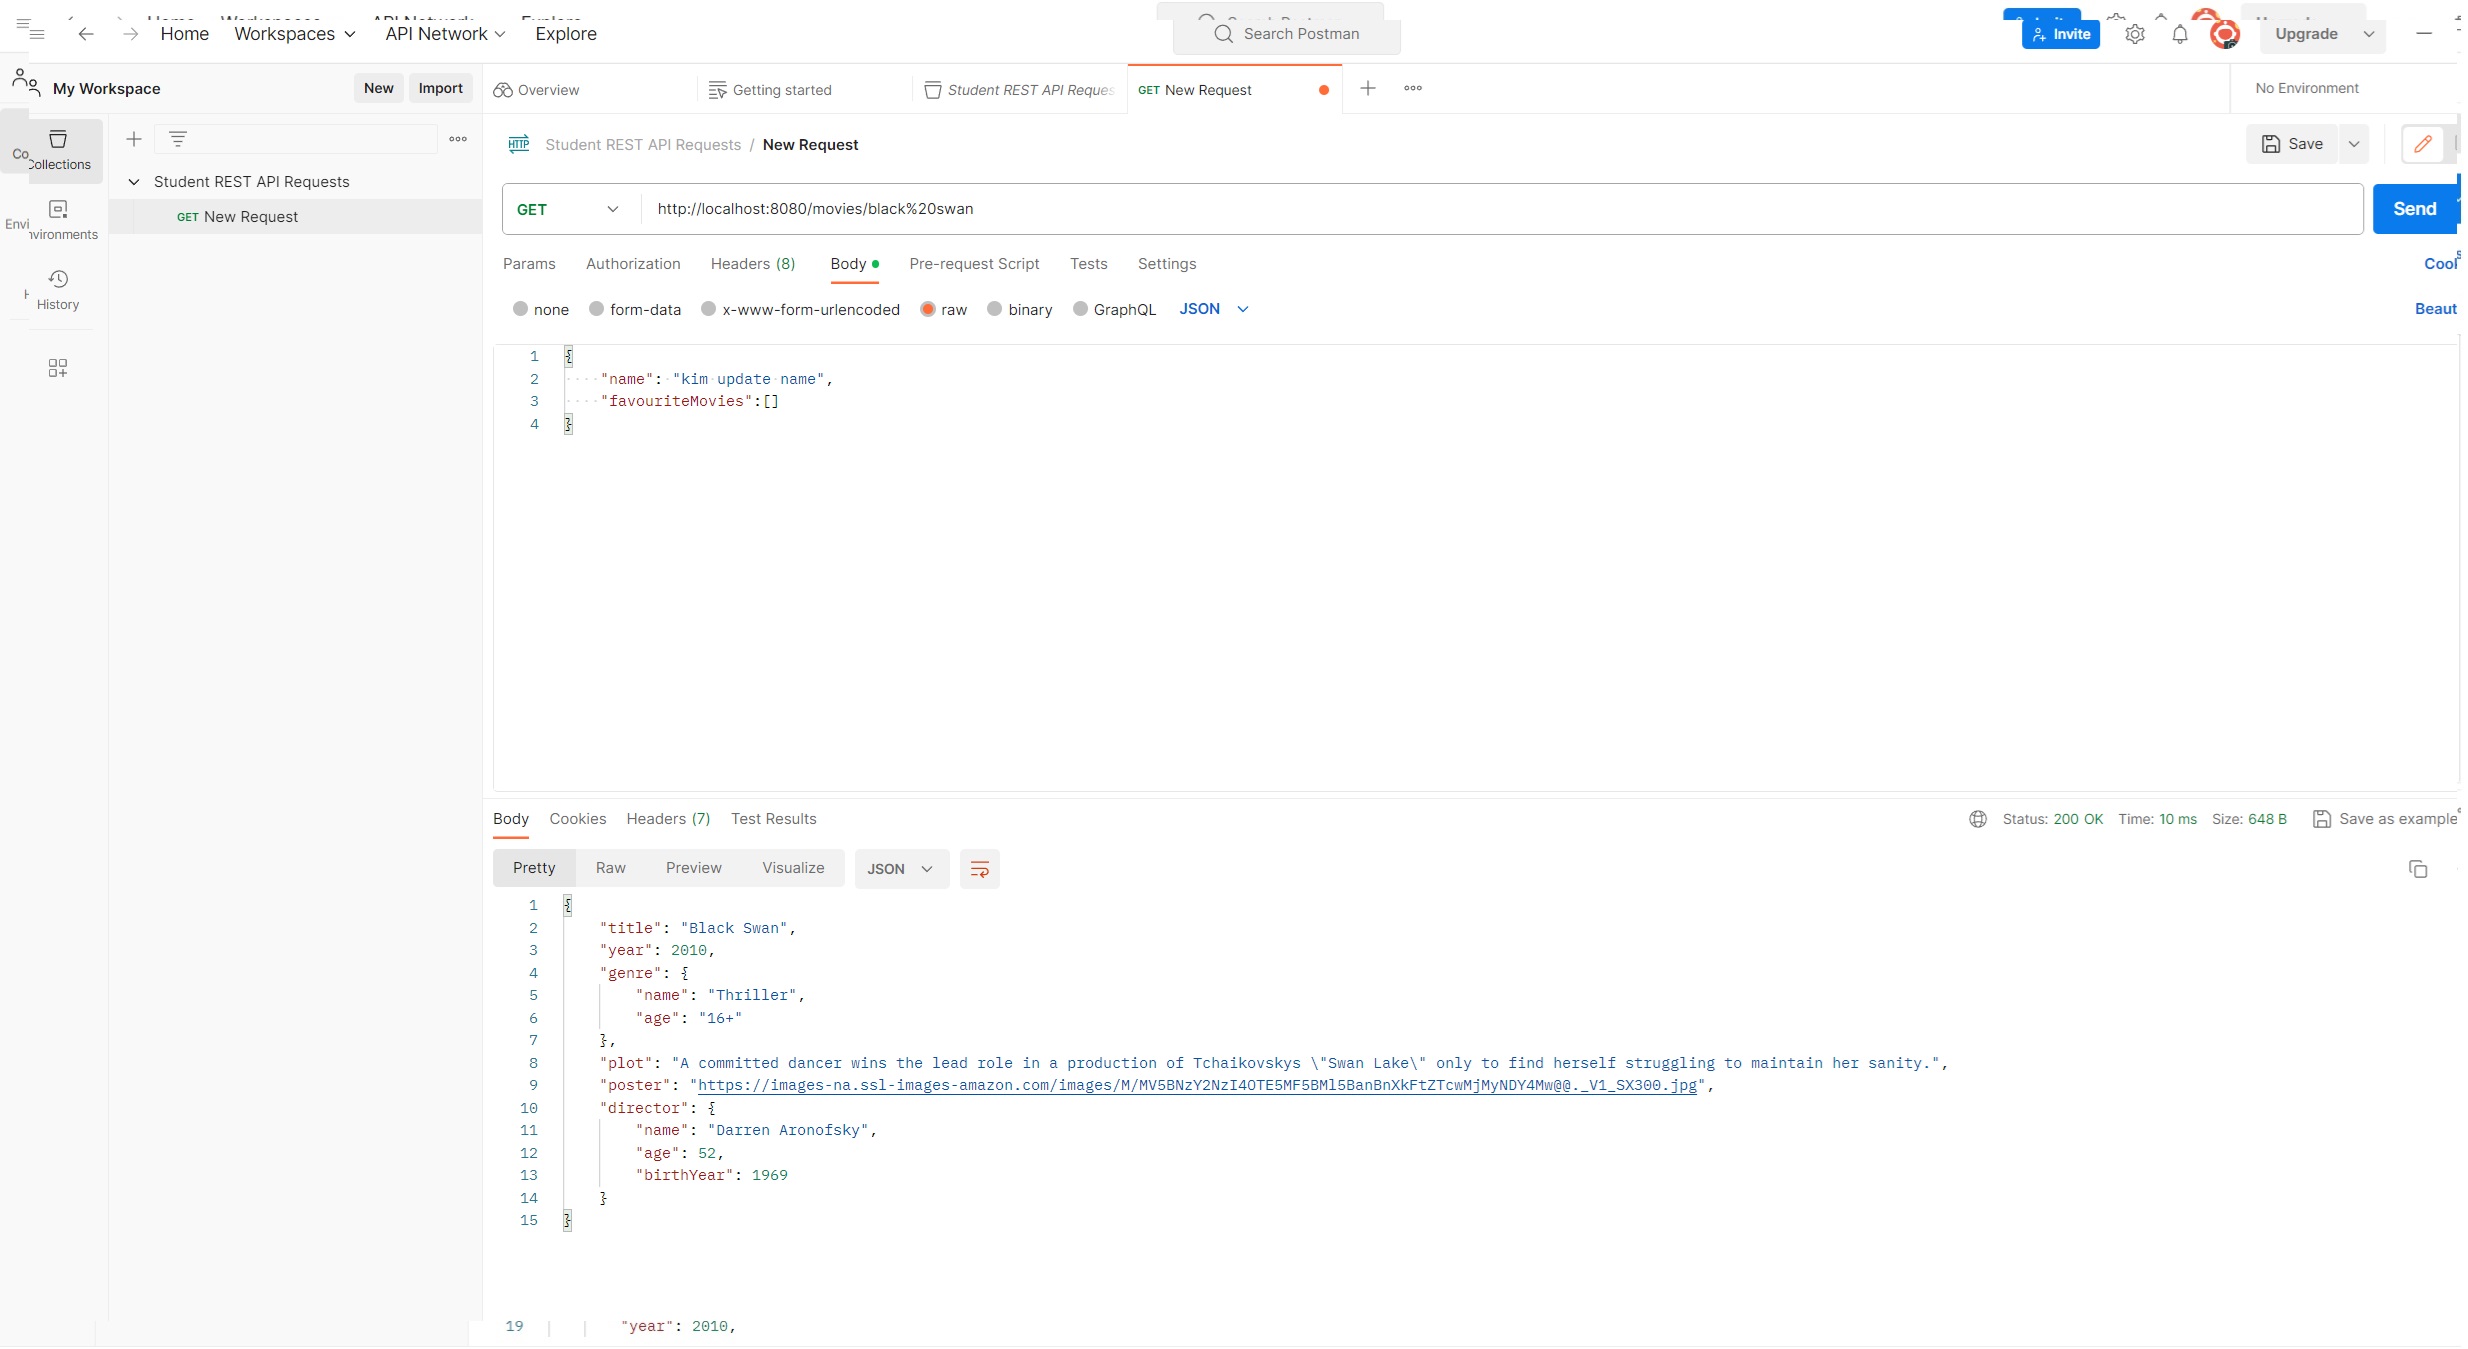 Home Workspaces API Network Explore
Search Postman
Invite
Upgrade
My Workspace
New
Import
Overview
Getting started
Student REST API Reques
GET New Request
No Environment
Collections
Environments
History
Student REST API Requests
GET New Request
HTTP Student REST API Requests / New Request
Save
GET http://localhost:8080/movies/black%20swan
Send
Params Authorization Headers (8) Body Pre-request Script Tests Settings
Cook
none form-data x-www-form-urlencoded raw binary GraphQL JSON
Beaut
1 {
2 "name": "kim update name",
3 "favouriteMovies":[]
4 }
Body Cookies Headers (7) Test Results
Status: 200 OK Time: 10 ms Size: 648 B Save as example
Pretty Raw Preview Visualize JSON
1 {
2 "title": "Black Swan",
3 "year": 2010,
4 "genre": {
5 "name": "Thriller",
6 "age": "16+"
7 },
8 "plot": "A committed dancer wins the lead role in a production of Tchaikovskys \"Swan Lake\" only to find herself struggling to maintain her sanity.",
9 "poster": "https://images-na.ssl-images-amazon.com/images/M/MV5BNzY2NzI4OTE5MF5BMl5BanBnXkFtZTcwMjMyNDY4Mw@@._V1_SX300.jpg",
10 "director": {
11 "name": "Darren Aronofsky",
12 "age": 52,
13 "birthYear": 1969
14 }
15 }
19 "year": 2010,